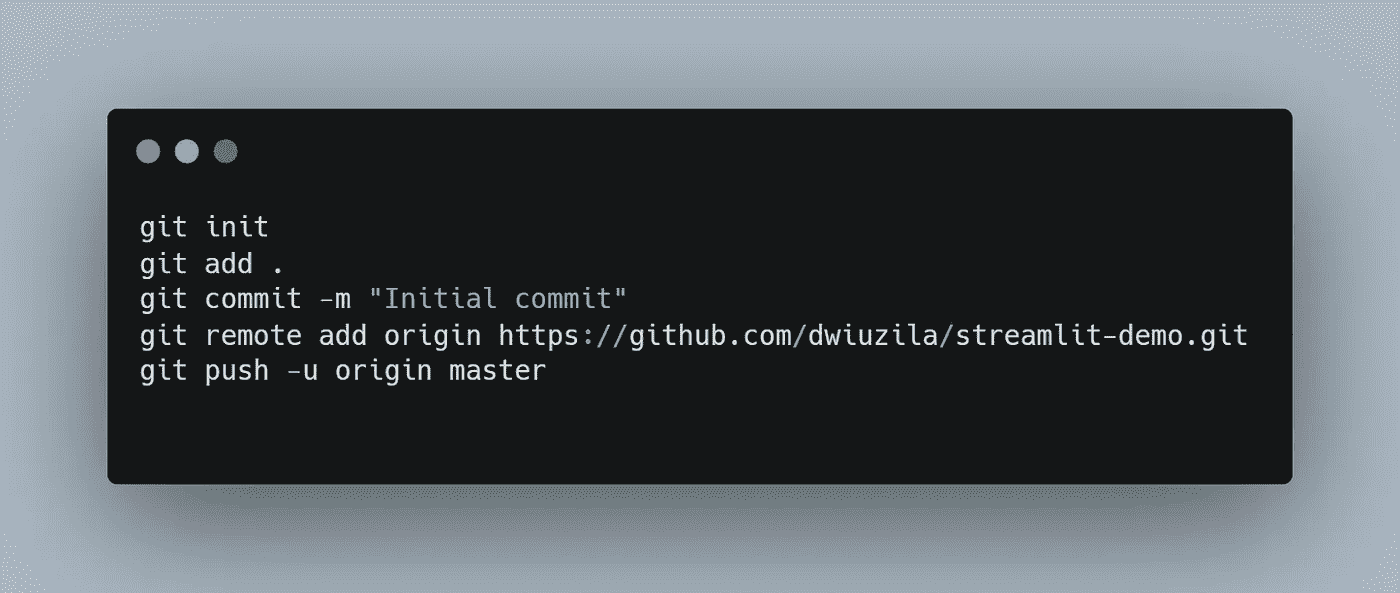 git init
git add .
git commit -m "Initial commit"
git remote add origin https://github.com/dwiuzila/streamlit-demo.git
git push -u origin master